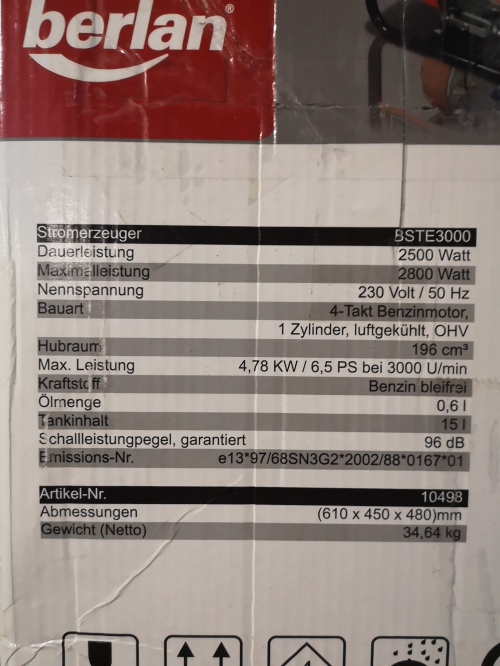 berlan®
Stromerzeuger BSTE3000
Dauerleistung 2500 Watt
Maximalleistung 2800 Watt
Nennspannung 230 Volt / 50 Hz
Bauart 4-Takt Benzinmotor,
1 Zylinder, luftgekühlt, OHV
Hubraum 196 cm³
Max. Leistung 4,78 KW / 6,5 PS bei 3000 U/min
Kraftstoff Benzin bleifrei
Ölmenge 0,6 l
Tankinhalt 15 l
Schallleistungpegel, garantiert 96 dB
Emissions-Nr. e13*97/68SN3G2*2002/88*0167*01
Artikel-Nr. 10498
Abmessungen (610 x 450 x 480)mm
Gewicht (Netto) 34,64 kg